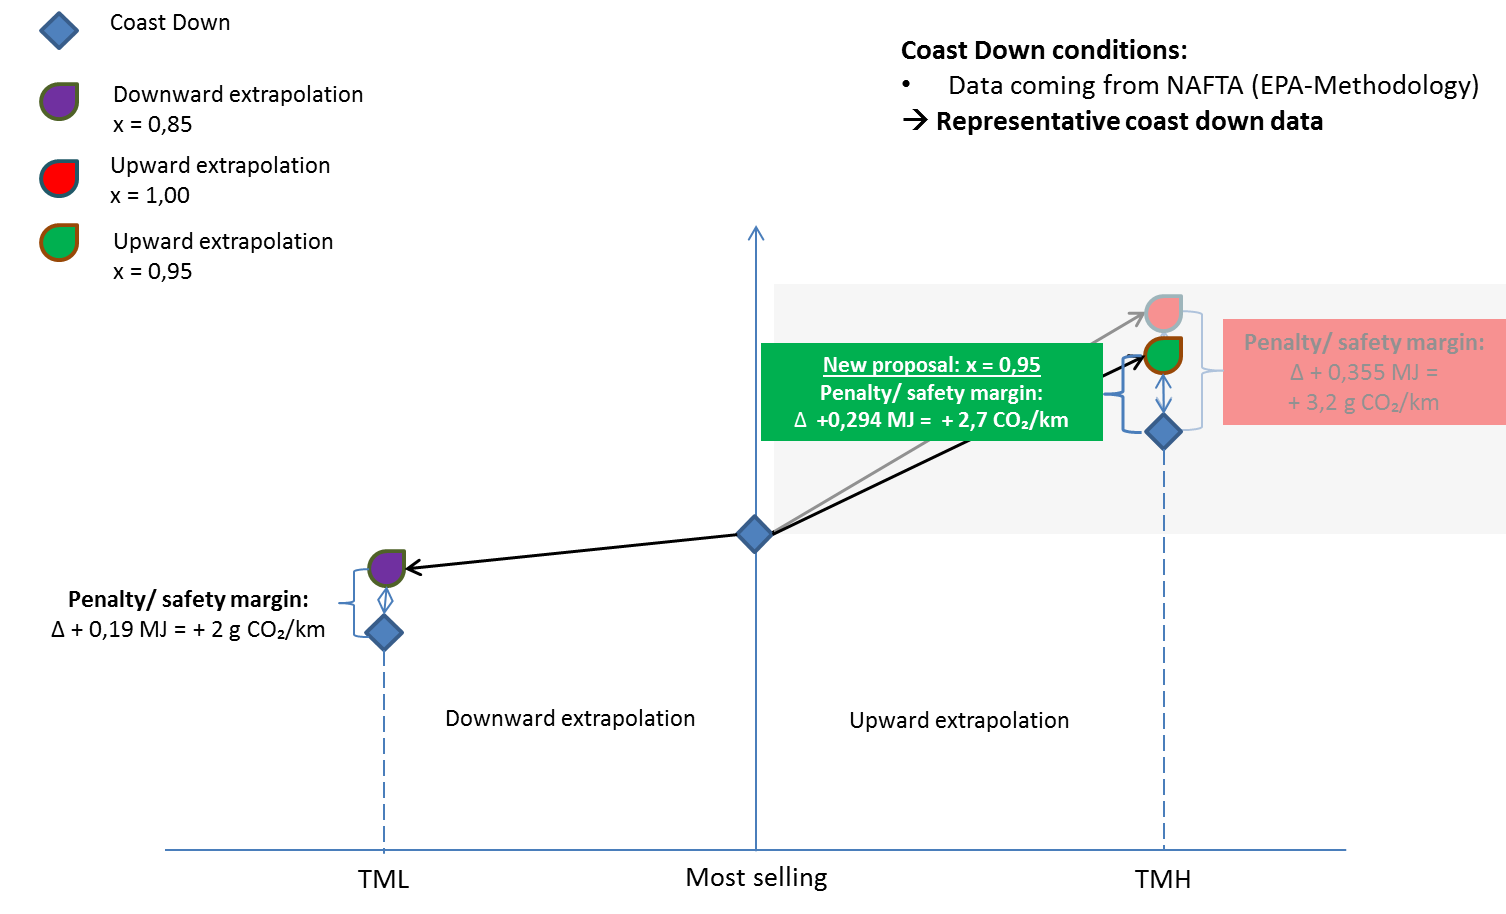 Coast Down
Downward extrapolation
x = 0,85
Upward extrapolation
x = 1,00
Upward extrapolation
x = 0,95
Coast Down conditions:
• Data coming from NAFTA (EPA-Methodology)
→ Representative coast down data
New proposal: x = 0,95
Penalty/ safety margin:
Δ +0,294 MJ = + 2,7 CO₂/km
Penalty/ safety margin:
Δ + 0,355 MJ =
+ 3,2 g CO₂/km
Penalty/ safety margin:
Δ + 0,19 MJ = + 2 g CO₂/km
Downward extrapolation
Upward extrapolation
TML
Most selling
TMH